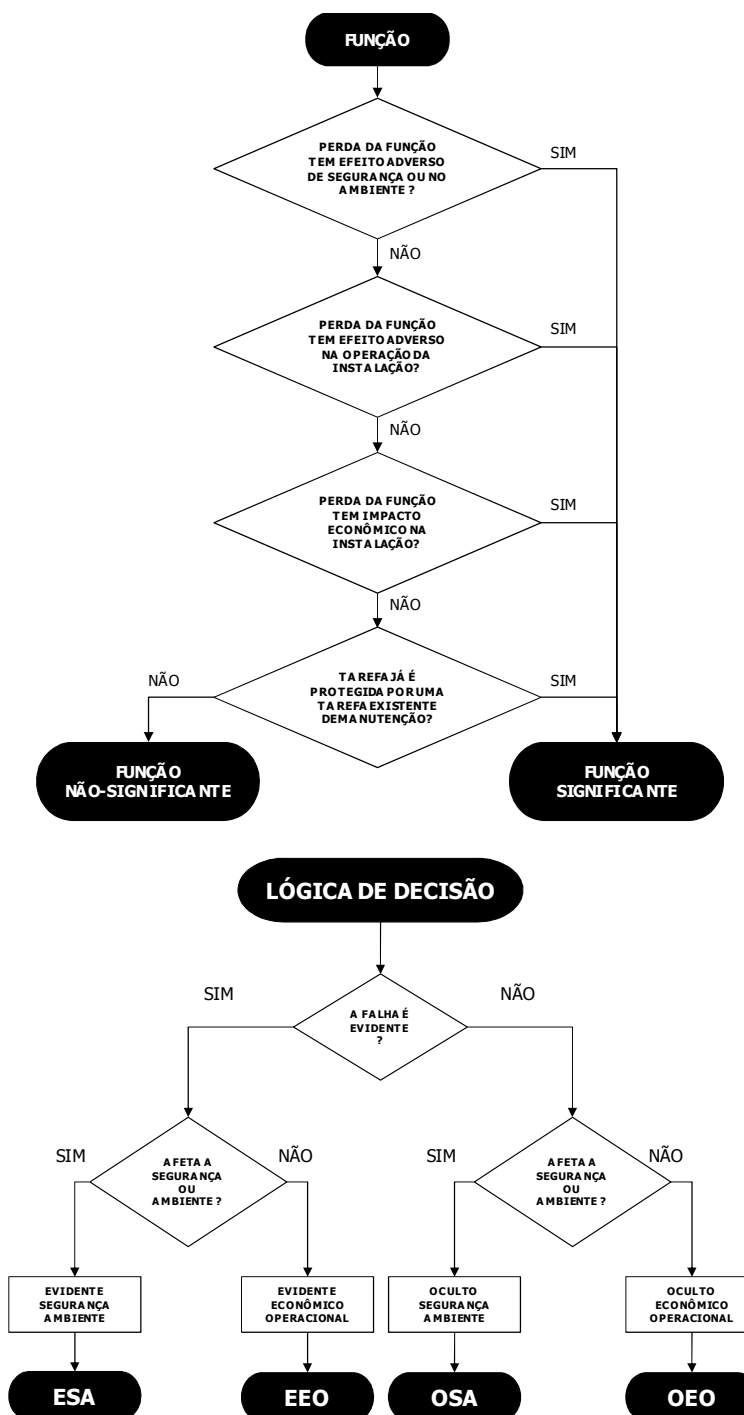 FUNÇÃO
PERDA DA FUNÇÃO
TEM EFEITO ADVERSO
DE SEGURANÇA OU NO
AMBIENTE ?
SIM
NÃO
PERDA DA FUNÇÃO
TEM EFEITO ADVERSO
NA OPERAÇÃO DA
INSTALAÇÃO?
SIM
NÃO
PERDA DA FUNÇÃO
TEM IMPACTO
ECONÔMICO NA
INSTALAÇÃO?
SIM
NÃO
TAREFA JÁ É
PROTEGIDA POR UMA
TAREFA EXISTENTE
DE MANUTENÇÃO?
NÃO
SIM
FUNÇÃO
NÃO-SIGNIFICANTE
FUNÇÃO
SIGNIFICANTE
LÓGICA DE DECISÃO
SIM
NÃO
A FALHA É
EVIDENTE
?
SIM
AFETA A
SEGURANÇA
OU
AMBIENTE ?
NÃO
SIM
AFETA A
SEGURANÇA
OU
AMBIENTE ?
NÃO
EVIDENTE
SEGURANÇA
AMBIENTE
EVIDENTE
ECONÔMICO
OPERACIONAL
OCULTO
SEGURANÇA
AMBIENTE
OCULTO
ECONÔMICO
OPERACIONAL
ESA
EEO
OSA
OEO